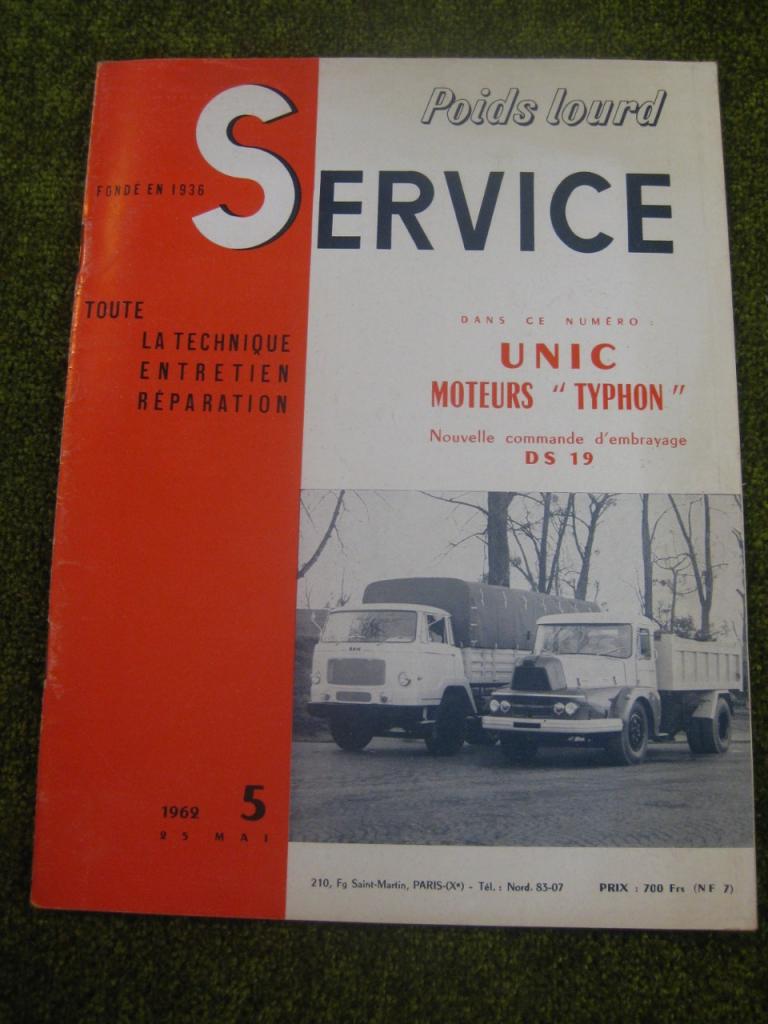 Poids lourd
SERVICE
FONDÉ EN 1936
TOUTE
LA TECHNIQUE
ENTRETIEN
RÉPARATION
DANS CE NUMÉRO :
UNIC
MOTEURS " TYPHON "
Nouvelle commande d'embrayage
DS 19
1962 5
25 MAI
210, Fg Saint-Martin, PARIS-(Xe) - Tél. : Nord. 83-07 PRIX : 700 Frs (NF 7)